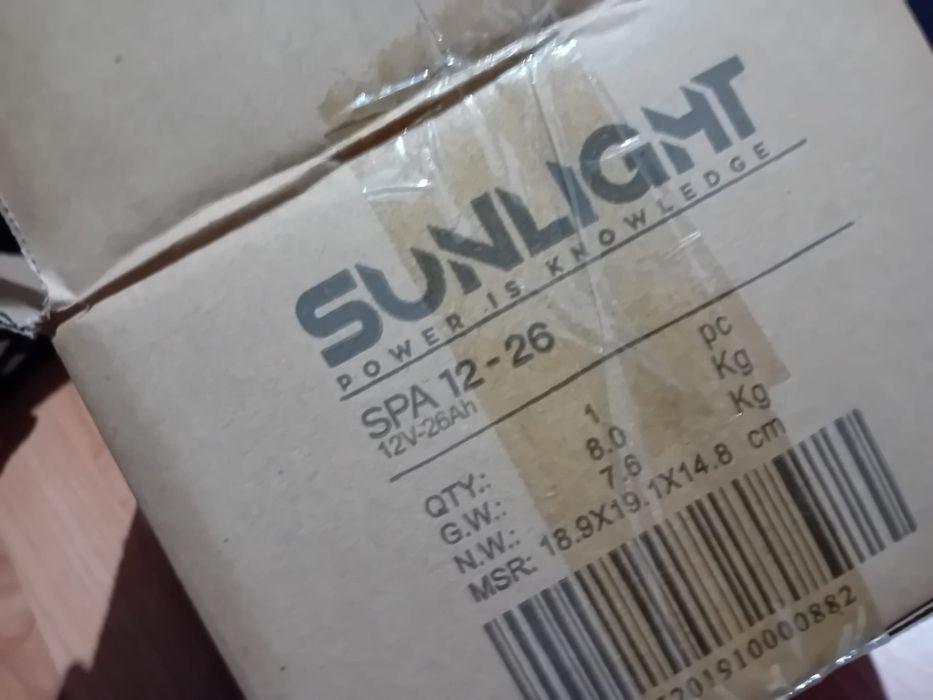 SUNLIGHT
POWER IS KNOWLEDGE
SPA 12-26
12V-26Ah
QTY.: 1 pc
G.W.: 8.0 Kg
N.W.: 7.6 Kg
MSR: 18.9X19.1X14.8 cm
5201910000882